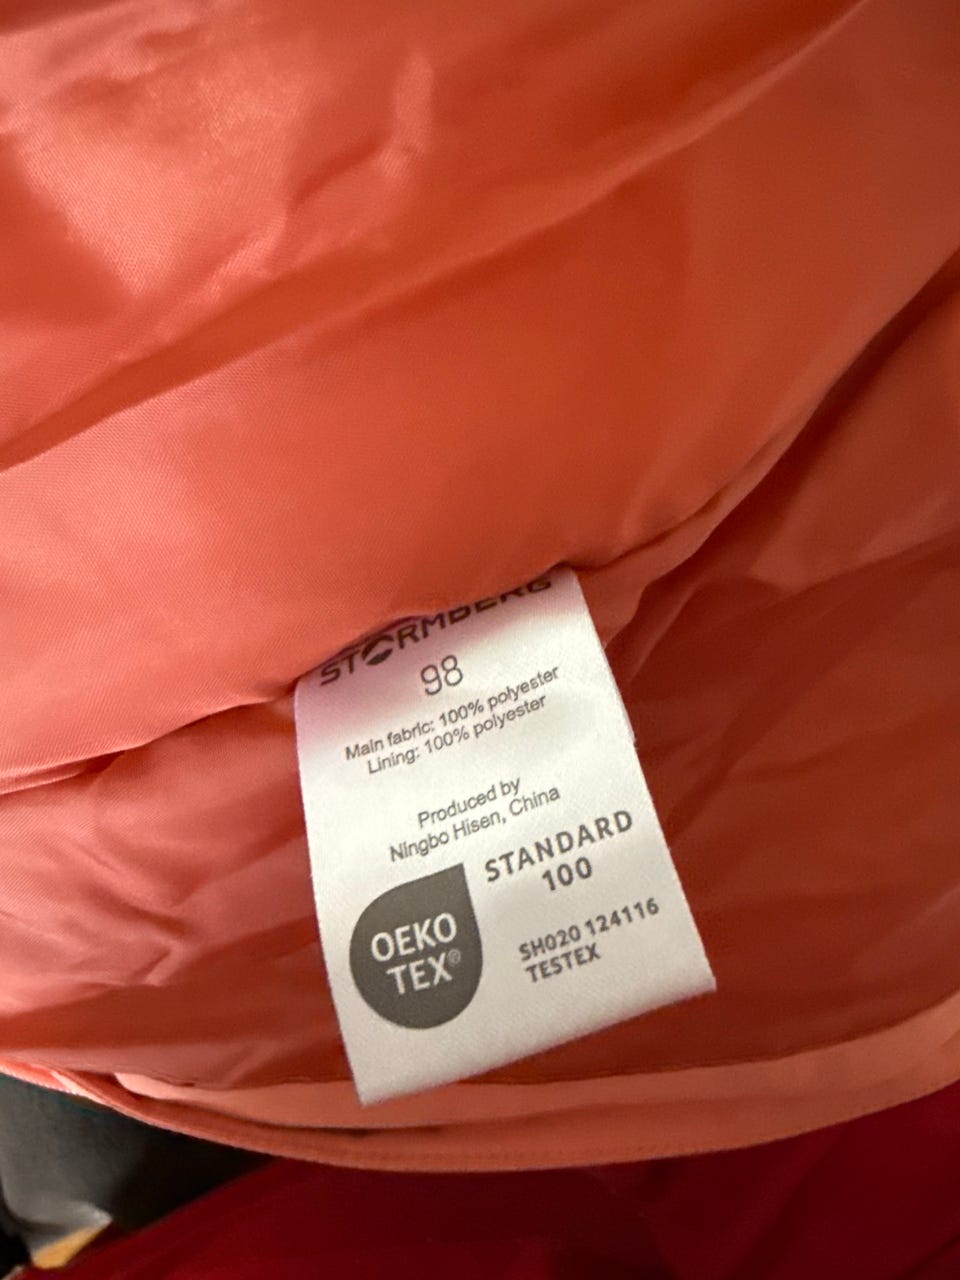 STORMBERG
98
Main fabric: 100% polyester
Lining: 100% polyester
Produced by
Ningbo Hisen, China
STANDARD
100
OEKO
TEX®
SH020 124116
TESTEX